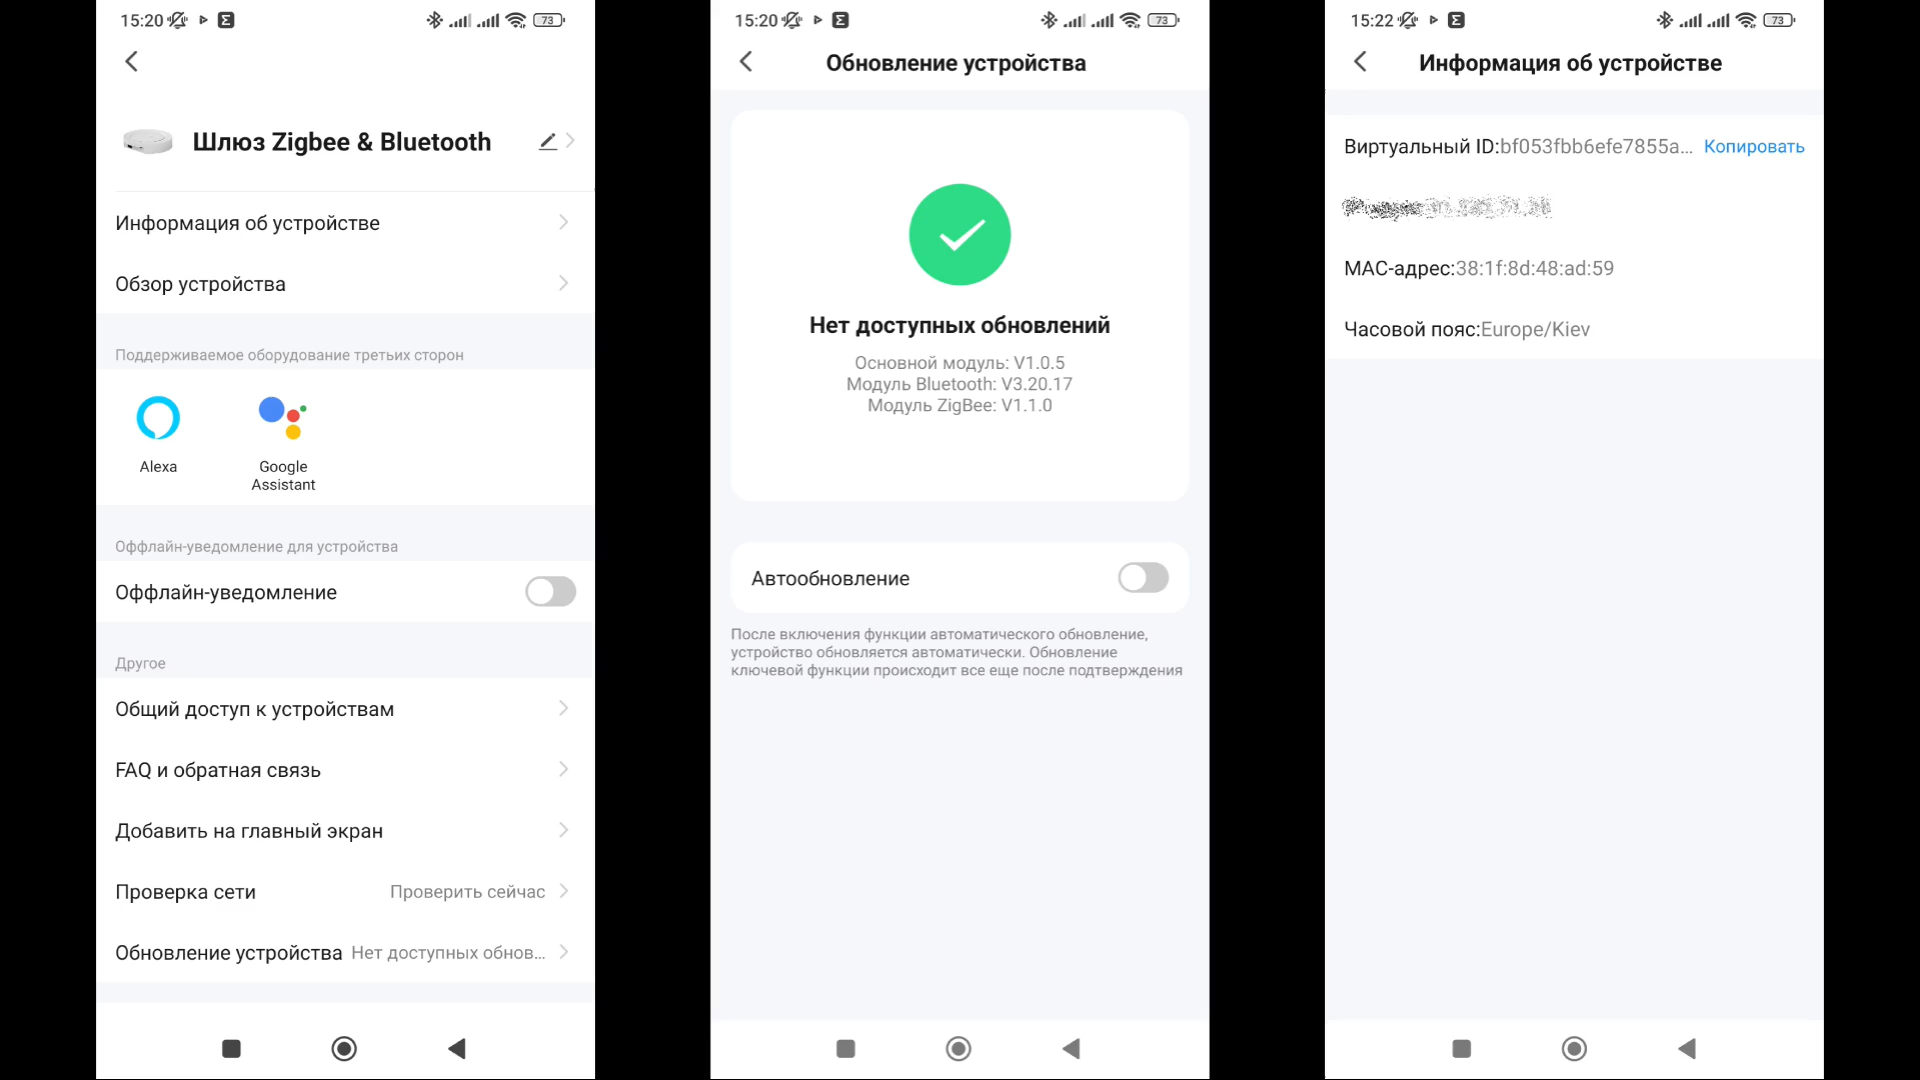 15:20
73
Шлюз Zigbee & Bluetooth
Информация об устройстве
Обзор устройства
Поддерживаемое оборудование третьих сторон
Alexa
Google
Assistant
Оффлайн-уведомление для устройства
Оффлайн-уведомление
Другое
Общий доступ к устройствам
FAQ и обратная связь
Добавить на главный экран
Проверка сети Проверить сейчас
Обновление устройства Нет доступных обнов...
15:20
73
Обновление устройства
Нет доступных обновлений
Основной модуль: V1.0.5
Модуль Bluetooth: V3.20.17
Модуль ZigBee: V1.1.0
Автообновление
После включения функции автоматического обновление,
устройство обновляется автоматически. Обновление
ключевой функции происходит все еще после подтверждения
15:22
73
Информация об устройстве
Виртуальный ID:bf053fbb6efe7855a... Копировать
MAC-адрес:38:1f:8d:48:ad:59
Часовой пояс:Europe/Kiev